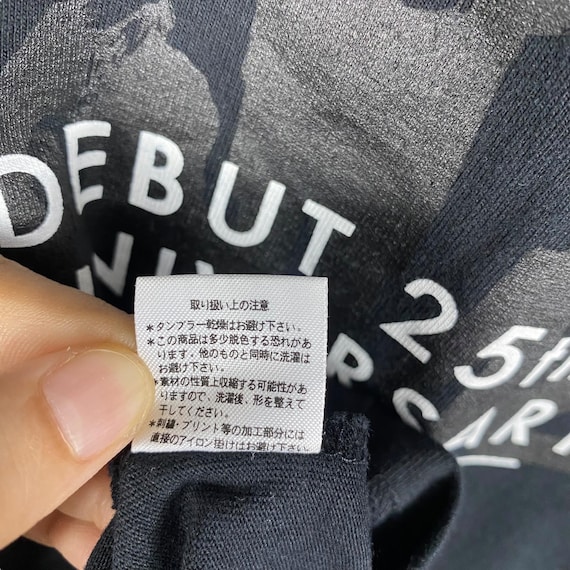 DEBUT 25th
取り扱い上の注意
*タンブラー乾燥はお避け下さい。
*この商品は多少脱色する恐れがあ
ります。他のものと同時に洗濯は
お避け下さい。
*素材の性質上収縮する可能性があ
りますので、洗濯後、形を整えて
干してください。
*刺繍・プリント等の加工部分には
直接のアイロン掛けはお避け下さい。